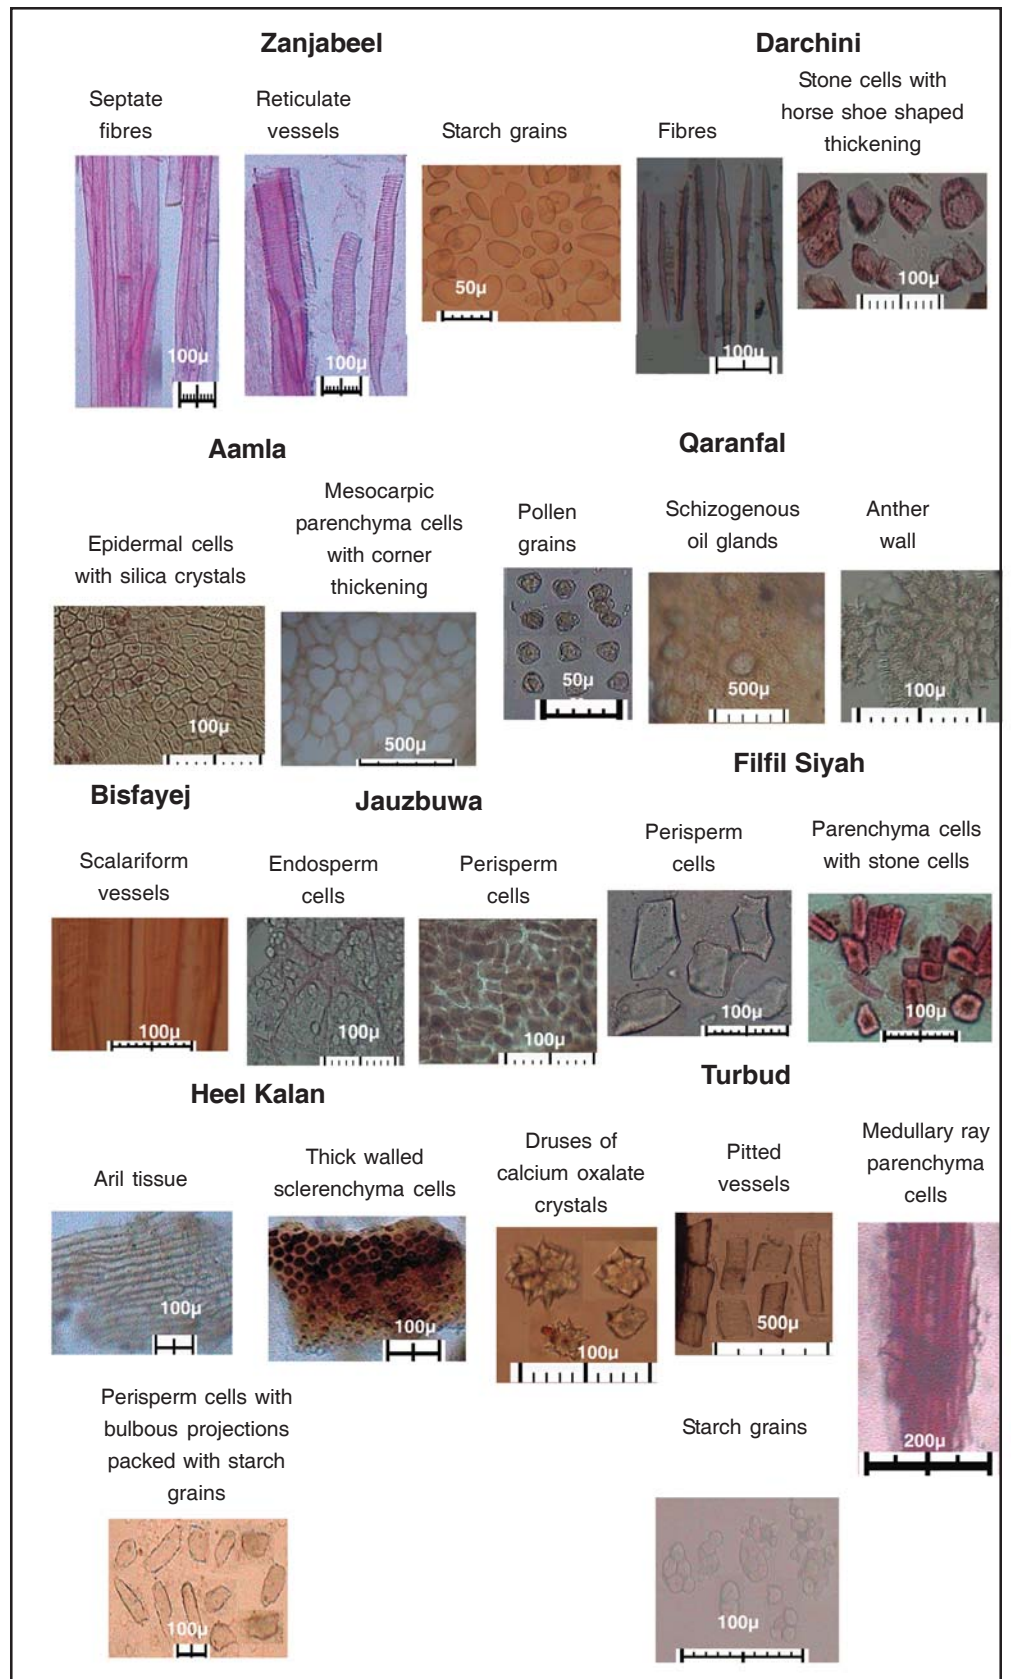 Zanjabeel
Septate
fibres
100µ
Reticulate
vessels
100µ
Starch grains
50µ
Darchini
Fibres
100µ
Stone cells with
horse shoe shaped
thickening
100µ
Aamla
Epidermal cells
with silica crystals
100µ
Mesocarpic
parenchyma cells
with corner
thickening
500µ
Qaranfal
Pollen
grains
50µ
Schizogenous
oil glands
500µ
Anther
wall
100µ
Bisfayej
Scalariform
vessels
100µ
Jauzbuwa
Endosperm
cells
100µ
Perisperm
cells
100µ
Filfil Siyah
Perisperm
cells
100µ
Parenchyma cells
with stone cells
100µ
Heel Kalan
Aril tissue
100µ
Thick walled
sclerenchyma cells
100µ
Perisperm cells with
bulbous projections
packed with starch
grains
100µ
Turbud
Druses of
calcium oxalate
crystals
100µ
Pitted
vessels
500µ
Medullary ray
parenchyma
cells
200µ
Starch grains
100µ